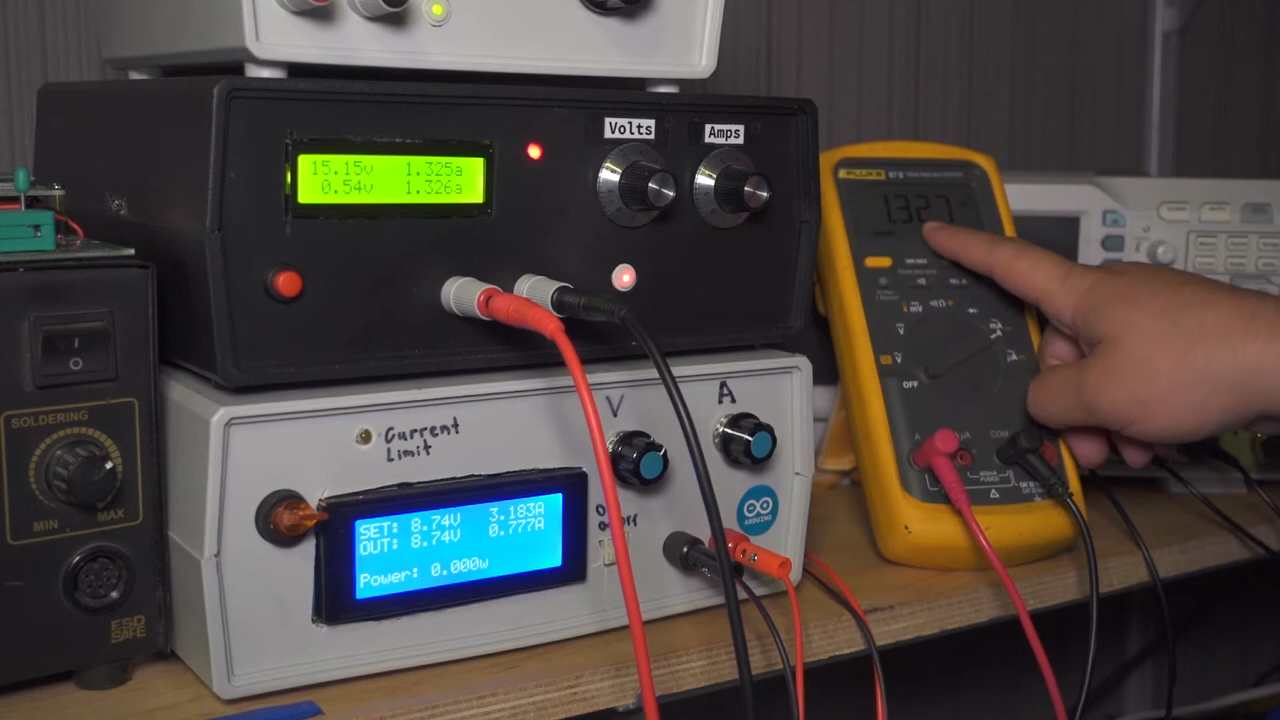 Volts
Amps
15.15v 1.325a
0.54v 1.326a
FLUKE
1.327
OFF
A
COM
V
A
Current
Limit
SET: 8.74V 3.183A
OUT: 8.74V 0.777A
Power: 0.000w
ARDUINO
SOLDERING
MIN
MAX
ESD
SAFE